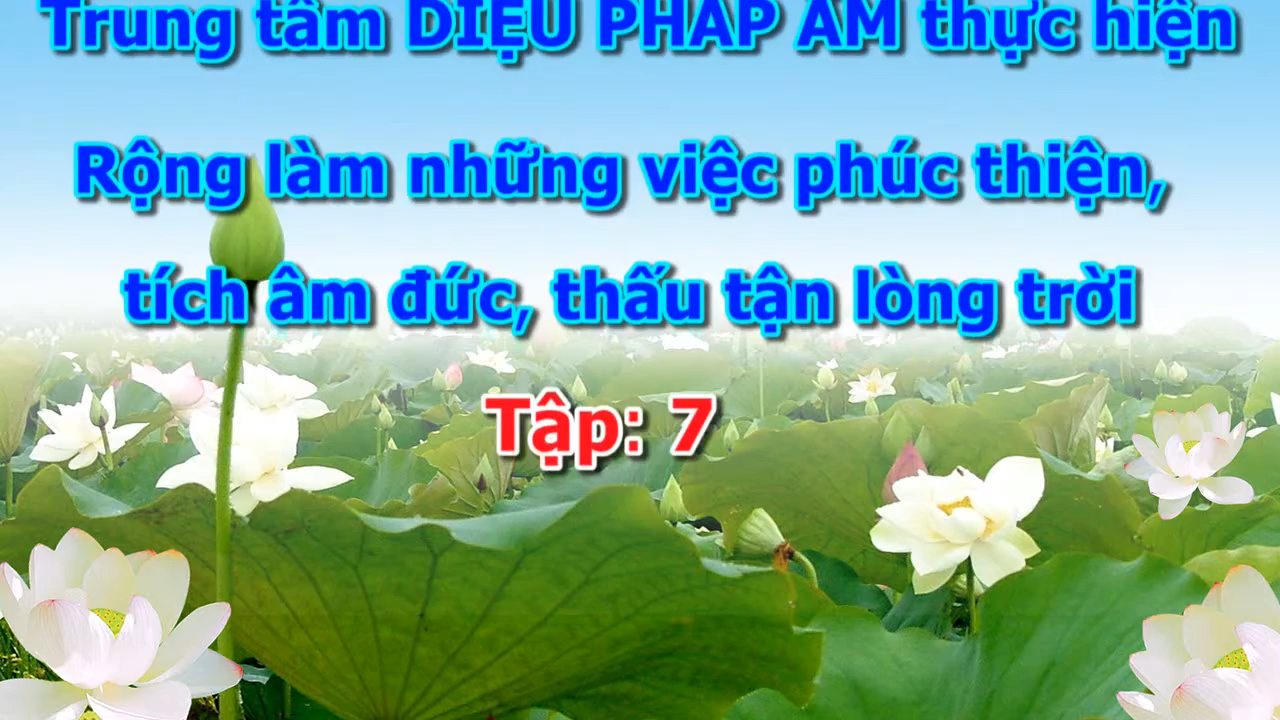 Trung tâm DIỆU PHÁP ÂM thực hiện
Rộng làm những việc phúc thiện,
tích âm đức, thấu tận lòng trời
Tập: 7